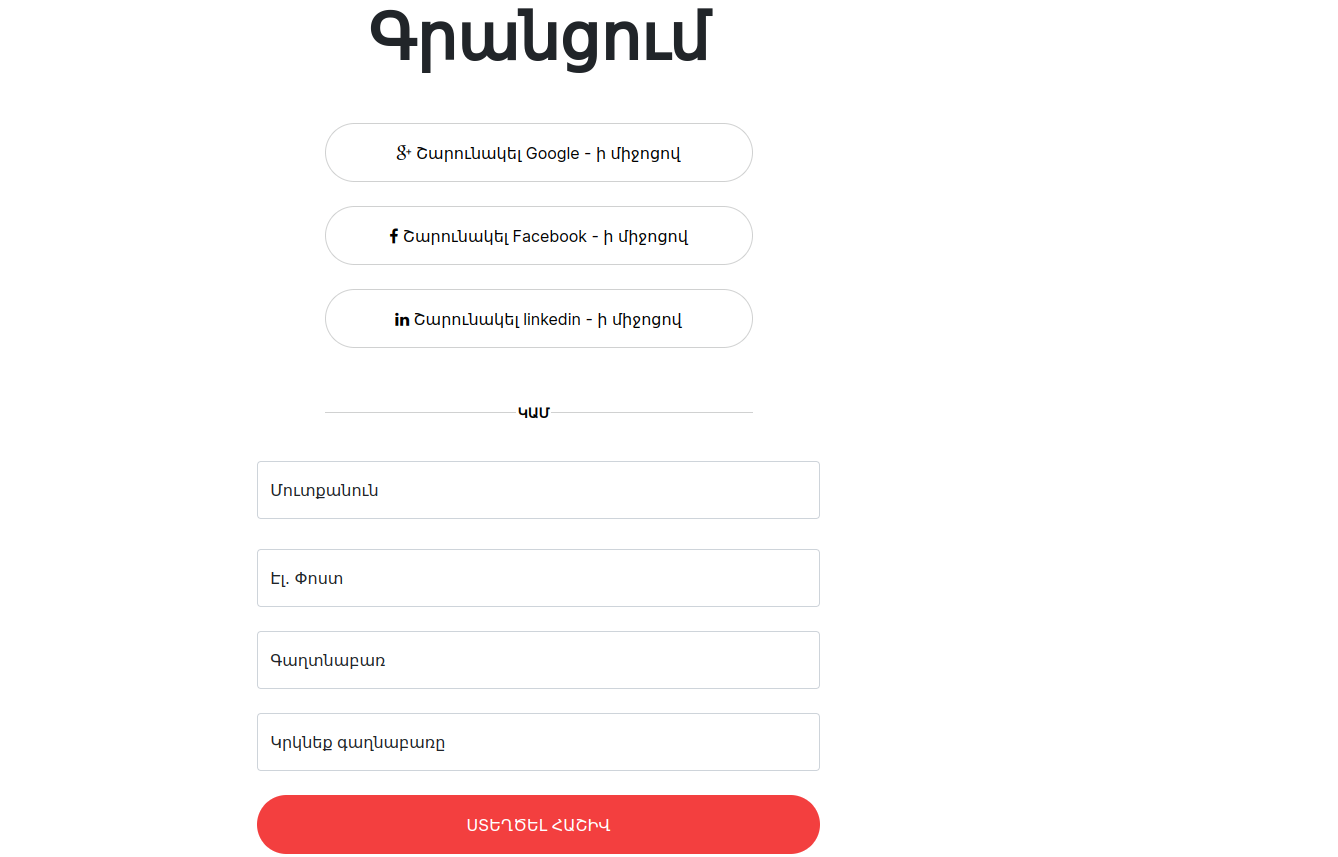 Գրանցում
Շարունակել Google - ի միջոցով
Շարունակել Facebook - ի միջոցով
Շարունակել linkedin - ի միջոցով
ԿԱՄ
Մուտքանուն
Էլ. Փոստ
Գաղտնաբառ
Կրկնեք գաղնաբառը
ՍՏԵՂԾԵԼ ՀԱՇԻՎ